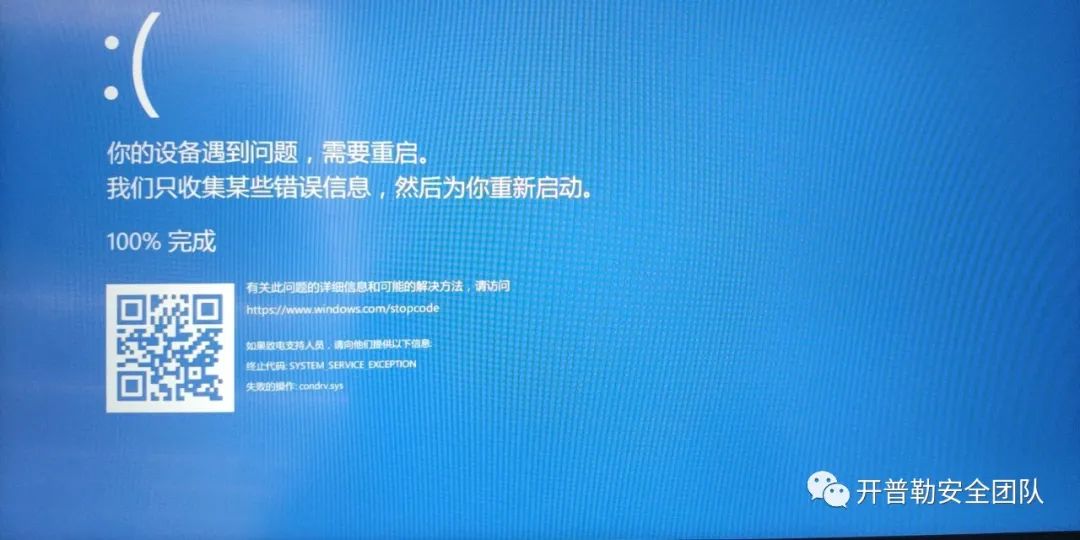 :(
你的设备遇到问题，需要重启。
我们只收集某些错误信息，然后为你重新启动。
100% 完成
有关此问题的详细信息和可能的解决方法，请访问
https://www.windows.com/stopcode
如果致电支持人员，请向他们提供以下信息:
终止代码: SYSTEM_SERVICE_EXCEPTION
失败的操作: condrv.sys
开普勒安全团队